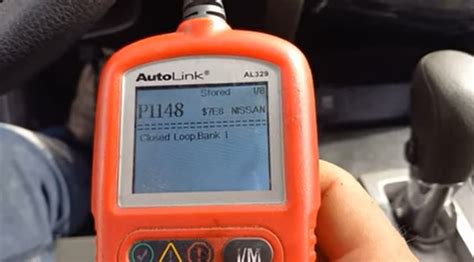 AutoLink® AL329
Stored 1/8
P1148 $7E8 NISSAN
================================
Closed Loop,Bank 1
I/M